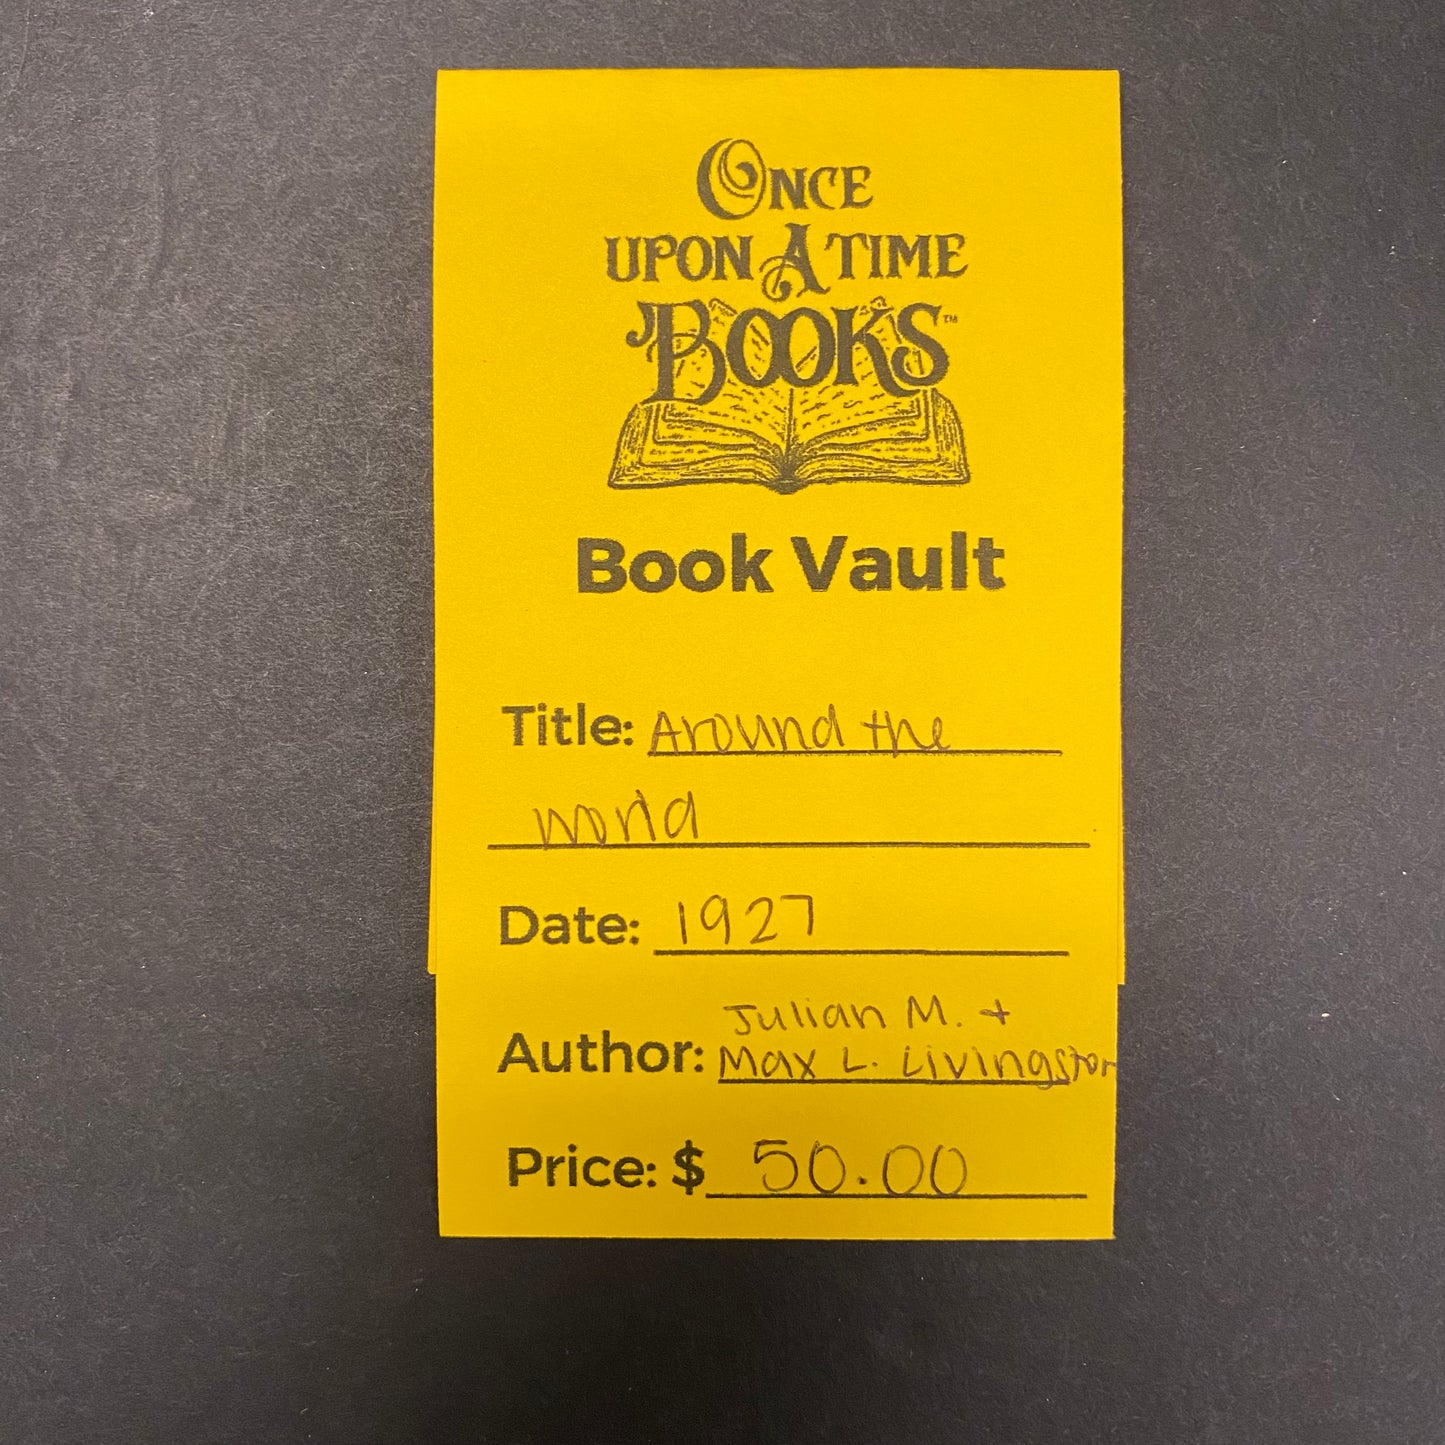 ONCE
UPON A TIME
BOOKS™
Book Vault
Title: Around the
world
Date: 1927
Julian M. +
Author: Max L. Livingston
Price: $ 50.00